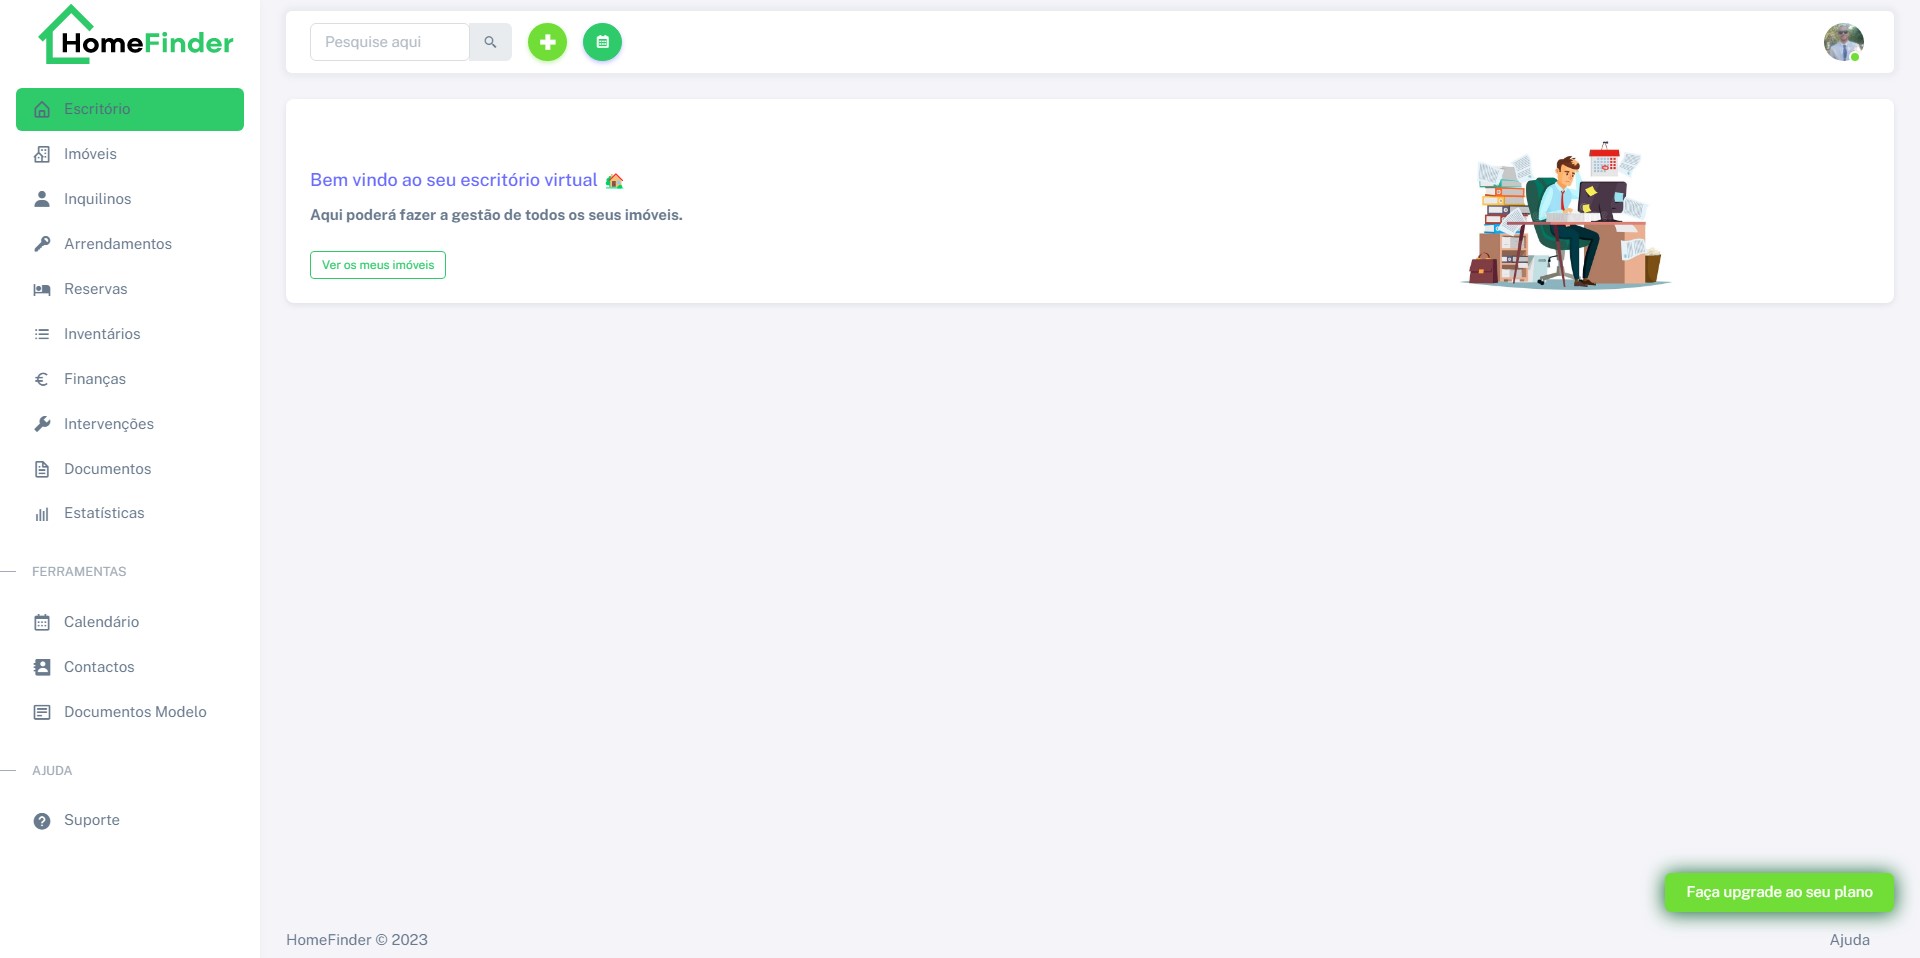 HomeFinder
Pesquise aqui
Escritório
Imóveis
Inquilinos
Arrendamentos
Reservas
Inventários
Finanças
Intervenções
Documentos
Estatísticas
FERRAMENTAS
Calendário
Contactos
Documentos Modelo
AJUDA
Suporte
Bem vindo ao seu escritório virtual
Aqui poderá fazer a gestão de todos os seus imóveis.
Ver os meus imóveis
Faça upgrade ao seu plano
HomeFinder © 2023
Ajuda